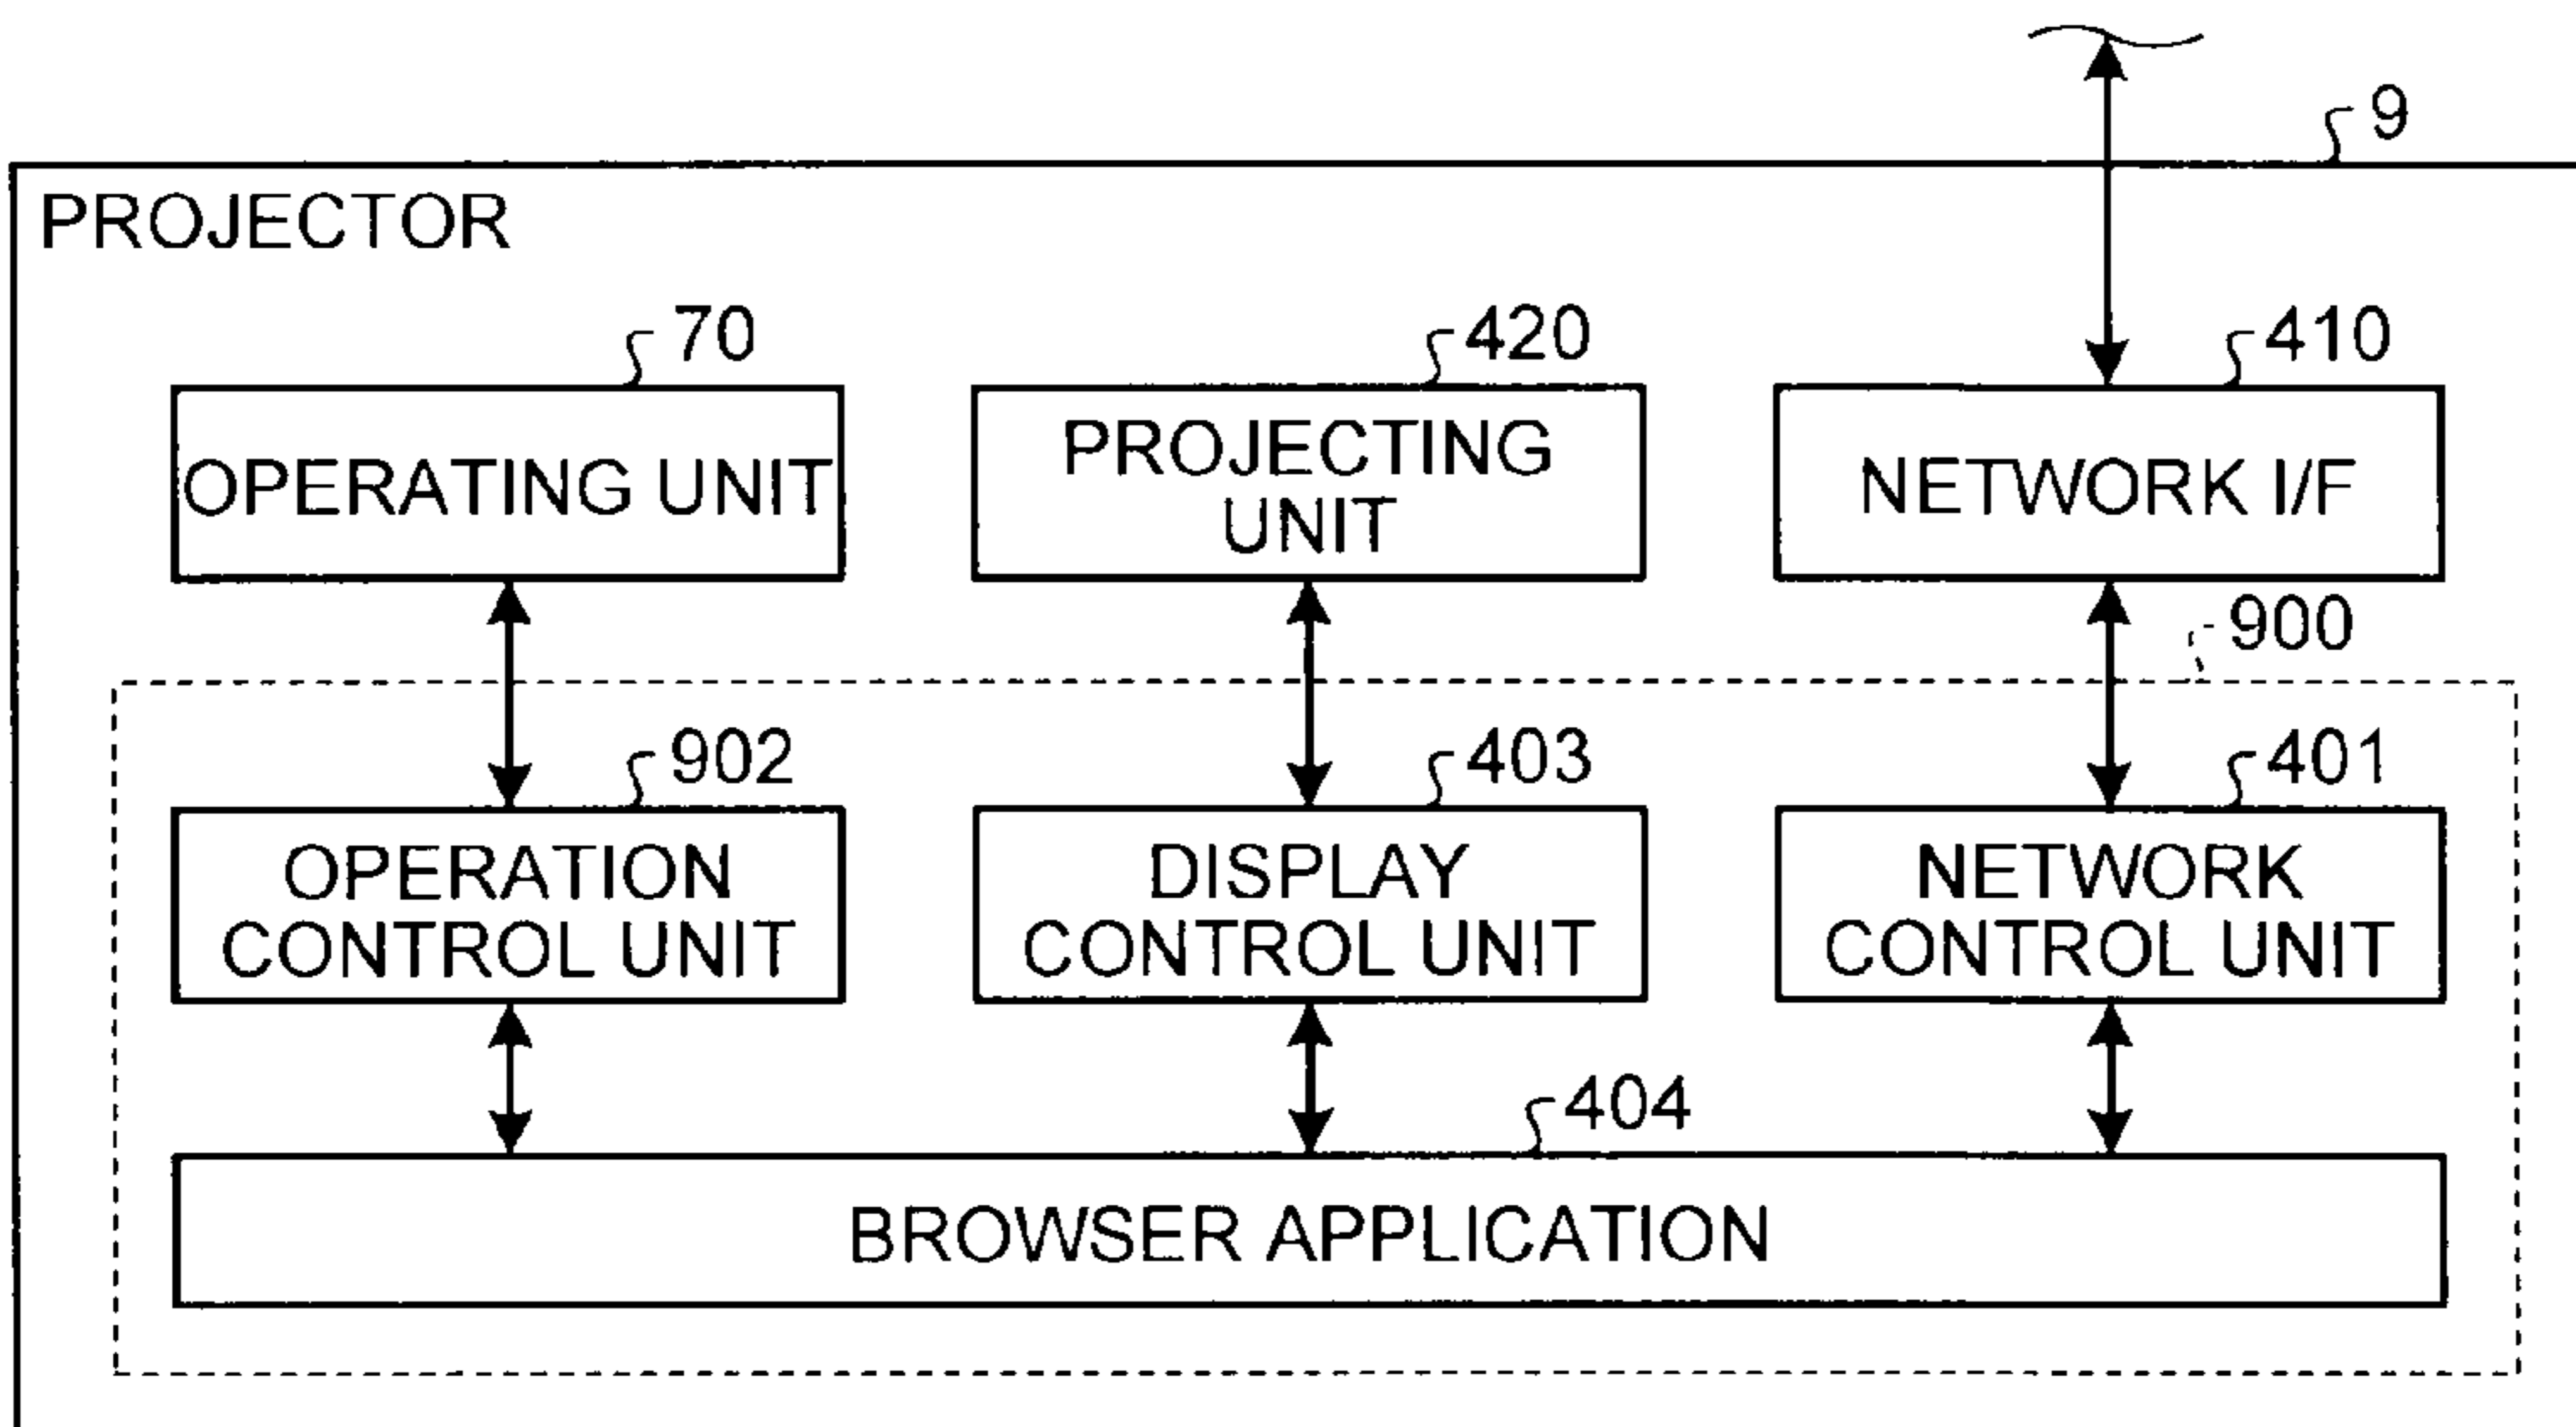 9
PROJECTOR
70
420
410
OPERATING UNIT
PROJECTING
UNIT
NETWORK I/F
900
902
403
401
OPERATION
CONTROL UNIT
DISPLAY
CONTROL UNIT
NETWORK
CONTROL UNIT
404
BROWSER APPLICATION